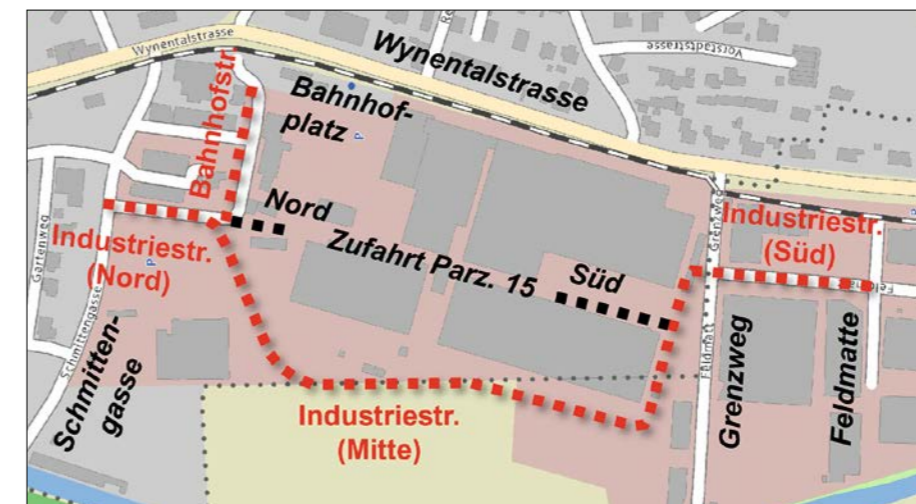 Wynentalstrasse
Wynentalstrasse
Vorstadtstrasse
Bahnhofstr.
Bahnhof-
platz
P
Nord
Industriestr.
(Nord)
P
Gartenweg
Schmittengasse
Schmitten-
gasse
Zufahrt Parz. 15
Süd
Grenzweg
Industriestr.
(Süd)
Feldmatt
Grenzweg
Feldmatte
Industriestr.
(Mitte)